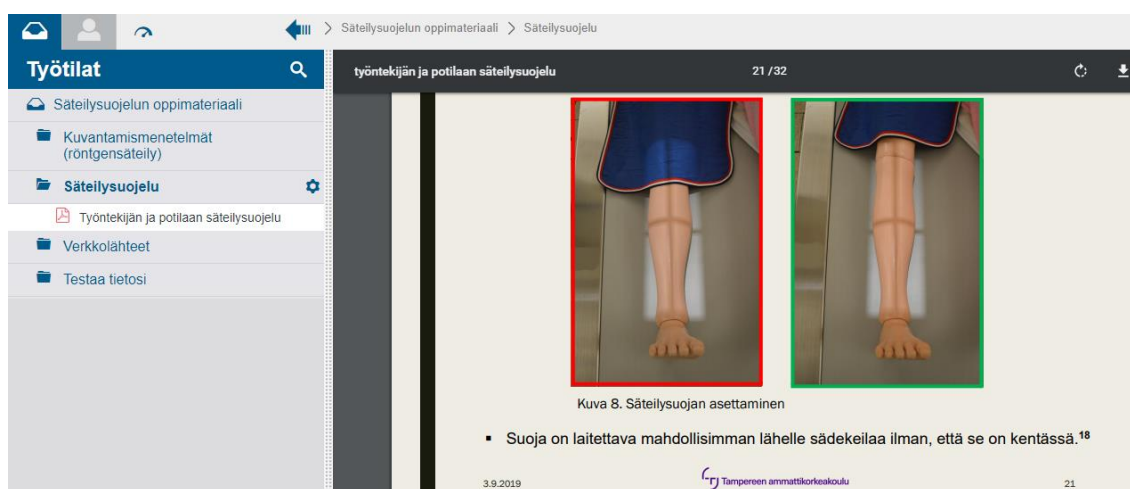 Säteilysuojelun oppimateriaali > Säteilysuojelu
Työtilat
Säteilysuojelun oppimateriaali
Kuvantamismenetelmät
(röntgensäteily)
Säteilysuojelu
Työntekijän ja potilaan säteilysuojelu
Verkkolähteet
Testaa tietosi
työntekijän ja potilaan säteilysuojelu
21 /32
Kuva 8. Säteilysuojan asettaminen
▪ Suoja on laitettava mahdollisimman lähelle sädekeilaa ilman, että se on kentässä.18
3.9.2019
Tampereen ammattikorkeakoulu
21